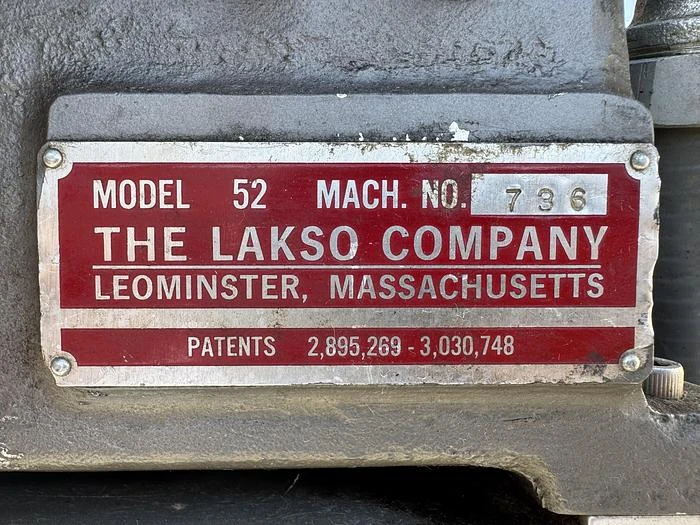 MODEL 52 MACH. NO. 736
THE LAKSO COMPANY
LEOMINSTER, MASSACHUSETTS
PATENTS 2,895,269 - 3,030,748